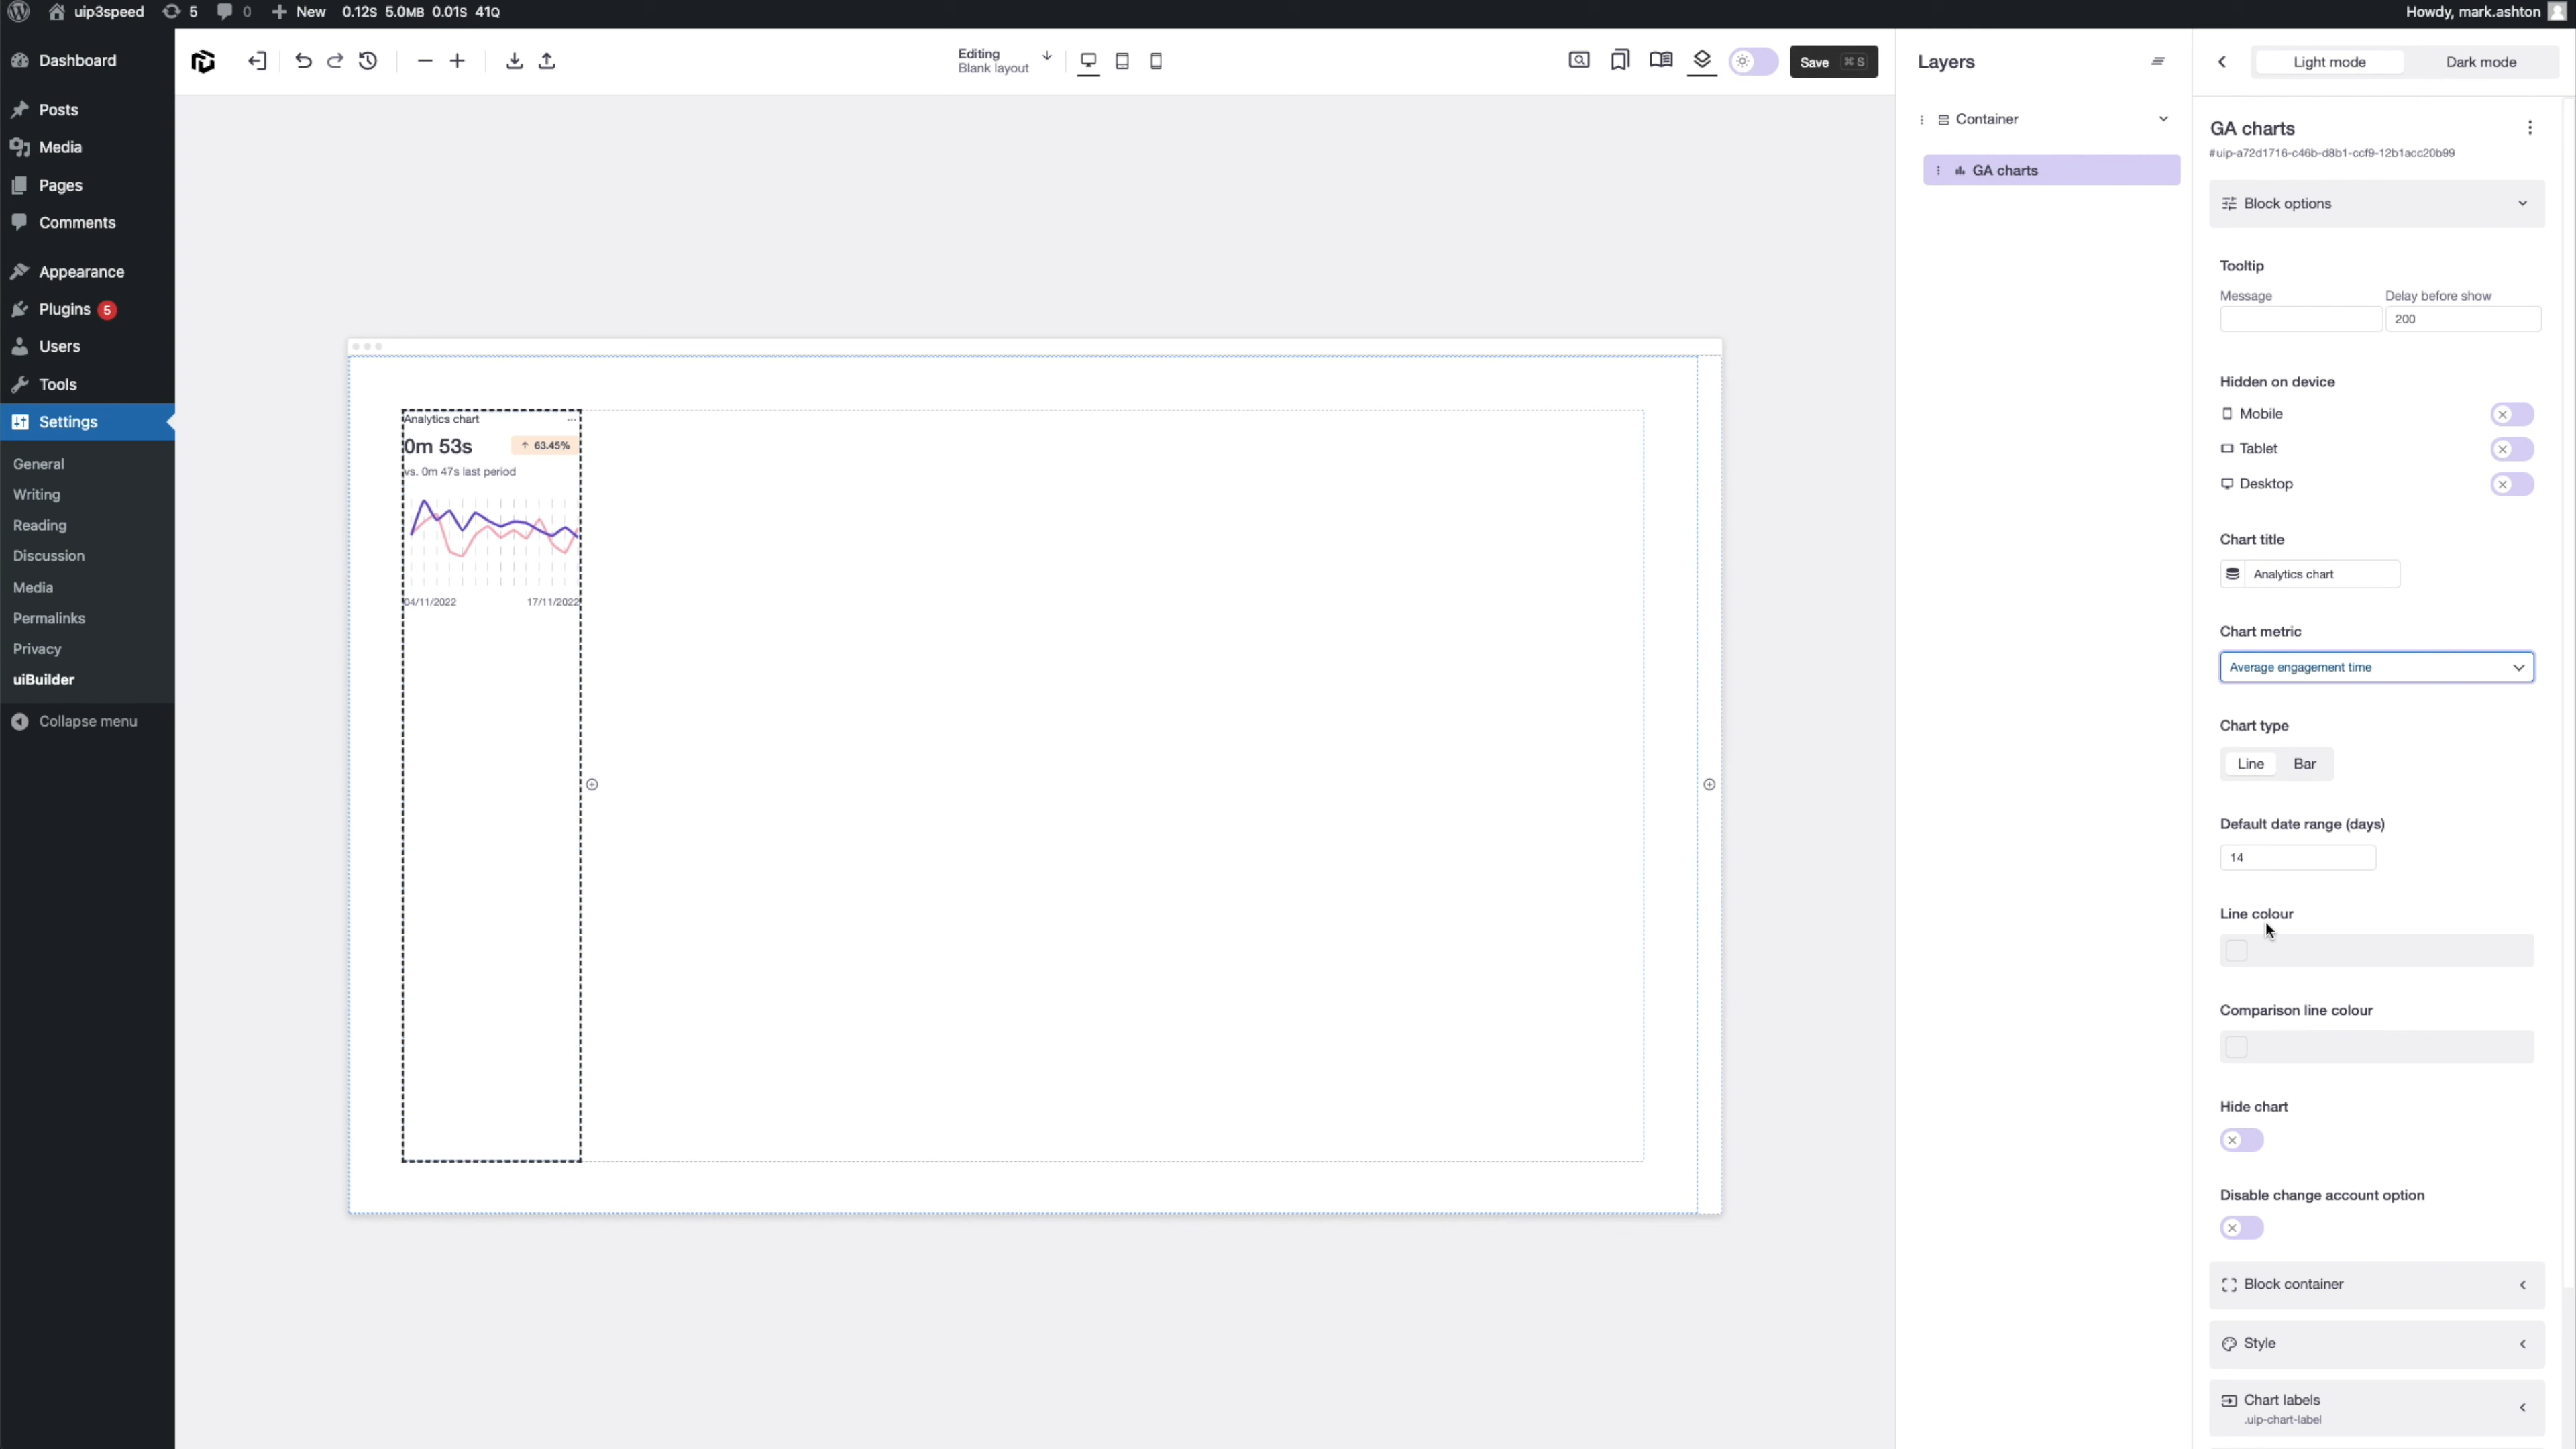 uip3speed 5 0 New 0.12s 5.0MB 0.01s 41Q
Howdy, mark.ashton
Dashboard
Posts
Media
Pages
Comments
Appearance
Plugins 5
Users
Tools
Settings
General
Writing
Reading
Discussion
Media
Permalinks
Privacy
uiBuilder
Collapse menu
Editing
Blank layout
Save ⌘ S
Analytics chart
0m 53s
63.45%
vs. 0m 47s last period
04/11/2022 17/11/2022
Layers
Container
GA charts
Light mode Dark mode
GA charts
#uip-a72d1716-c46b-d8b1-ccf9-12b1acc20b99
Block options
Tooltip
Message Delay before show
200
Hidden on device
Mobile
Tablet
Desktop
Chart title
Analytics chart
Chart metric
Average engagement time
Chart type
Line Bar
Default date range (days)
14
Line colour
Comparison line colour
Hide chart
Disable change account option
Block container
Style
Chart labels
.uip-chart-label